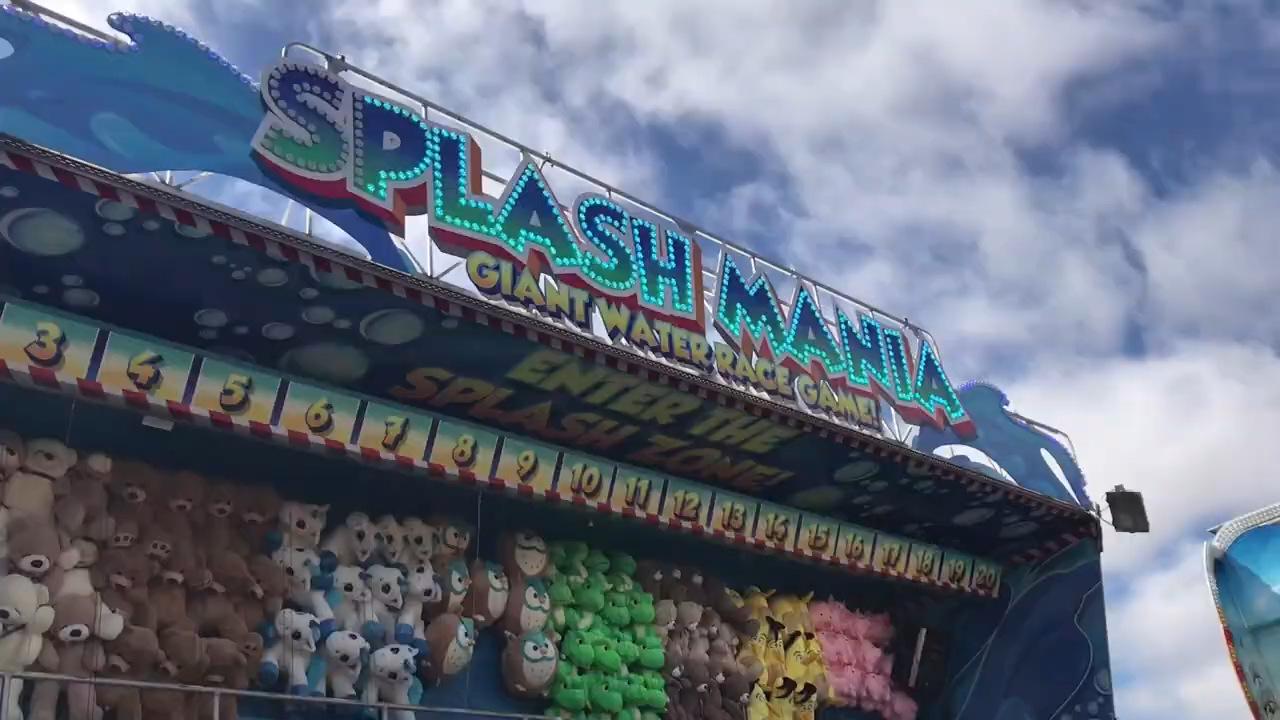 SPLASH MANIA
GIANT WATER RACE GAME!
ENTER THE
SPLASH ZONE!
3 4 5 6 7 8 9 10 11 12 13 14 15 16 17 18 19 20